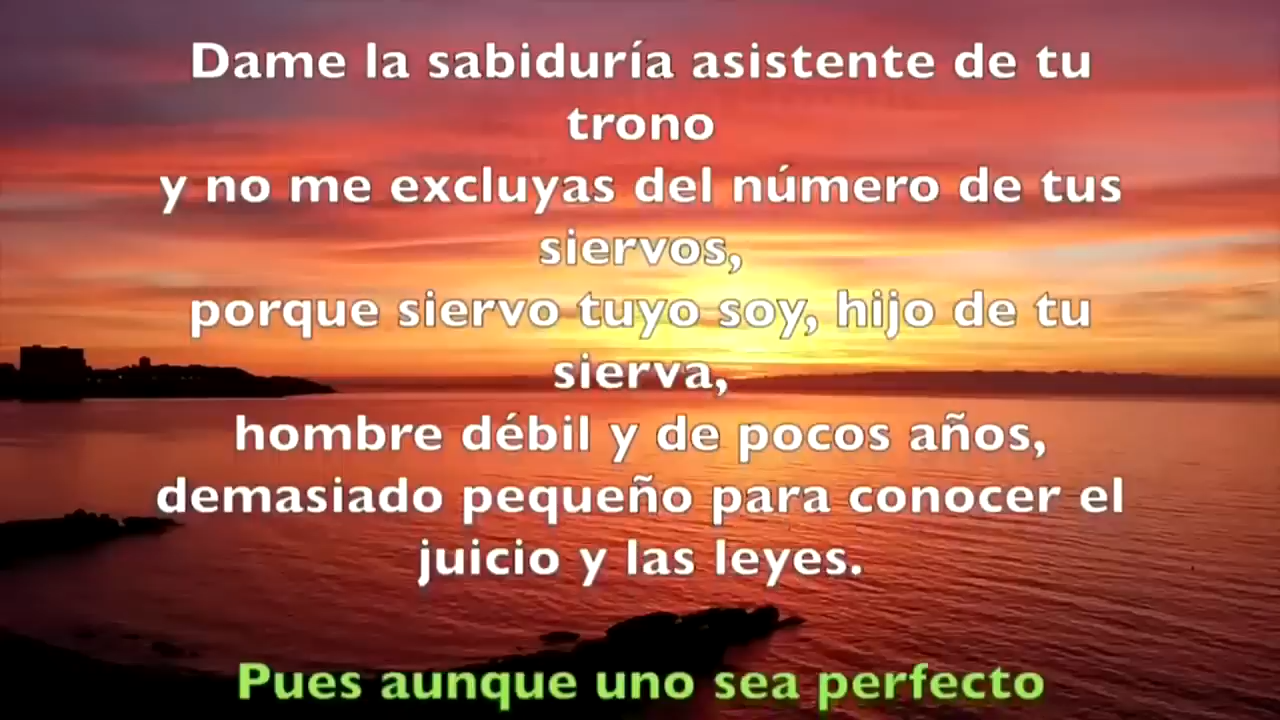 Dame la sabiduría asistente de tu
trono
y no me excluyas del número de tus
siervos,
porque siervo tuyo soy, hijo de tu
sierva,
hombre débil y de pocos años,
demasiado pequeño para conocer el
juicio y las leyes.
Pues aunque uno sea perfecto